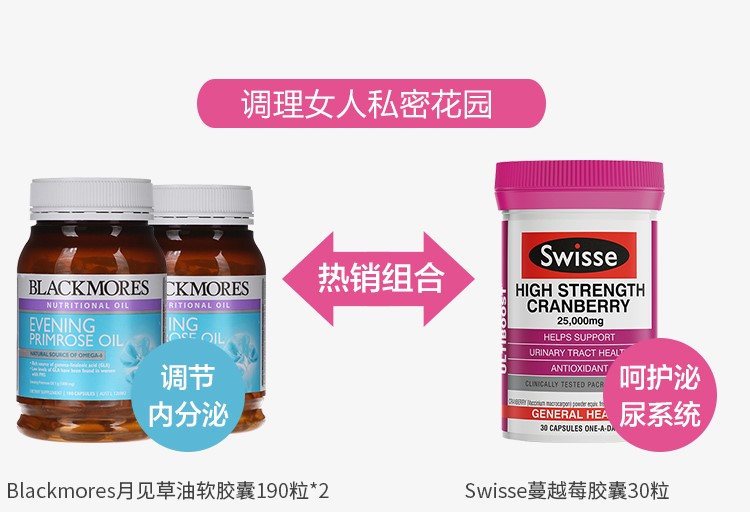 调理女人私密花园
BLACKMORES
NUTRITIONAL OIL
EVENING
PRIMROSE OIL
NATURAL SOURCE OF OMEGA-6
调节
内分泌
CKMORES
RITIONAL OIL
ING
ROSE OIL
热销组合
Swisse
ULTIBOOST
HIGH STRENGTH
CRANBERRY
25,000mg
HELPS SUPPORT
URINARY TRACT HEALT
ANTIOXIDANT
CLINICALLY TESTED PACR
GENERAL HEA
30 CAPSULES ONE-A-DA
呵护泌
尿系统
Blackmores月见草油软胶囊190粒*2
Swisse蔓越莓胶囊30粒